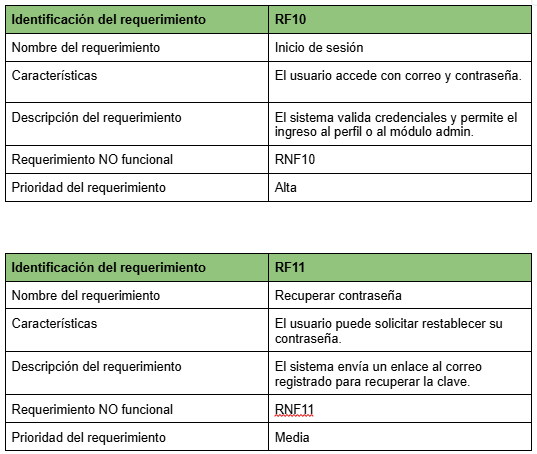 Identificación del requerimiento RF10
Nombre del requerimiento Inicio de sesión
Características El usuario accede con correo y contraseña.
Descripción del requerimiento El sistema valida credenciales y permite el
ingreso al perfil o al módulo admin.
Requerimiento NO funcional RNF10
Prioridad del requerimiento Alta
Identificación del requerimiento RF11
Nombre del requerimiento Recuperar contraseña
Características El usuario puede solicitar restablecer su
contraseña.
Descripción del requerimiento El sistema envía un enlace al correo
registrado para recuperar la clave.
Requerimiento NO funcional RNF11
Prioridad del requerimiento Media